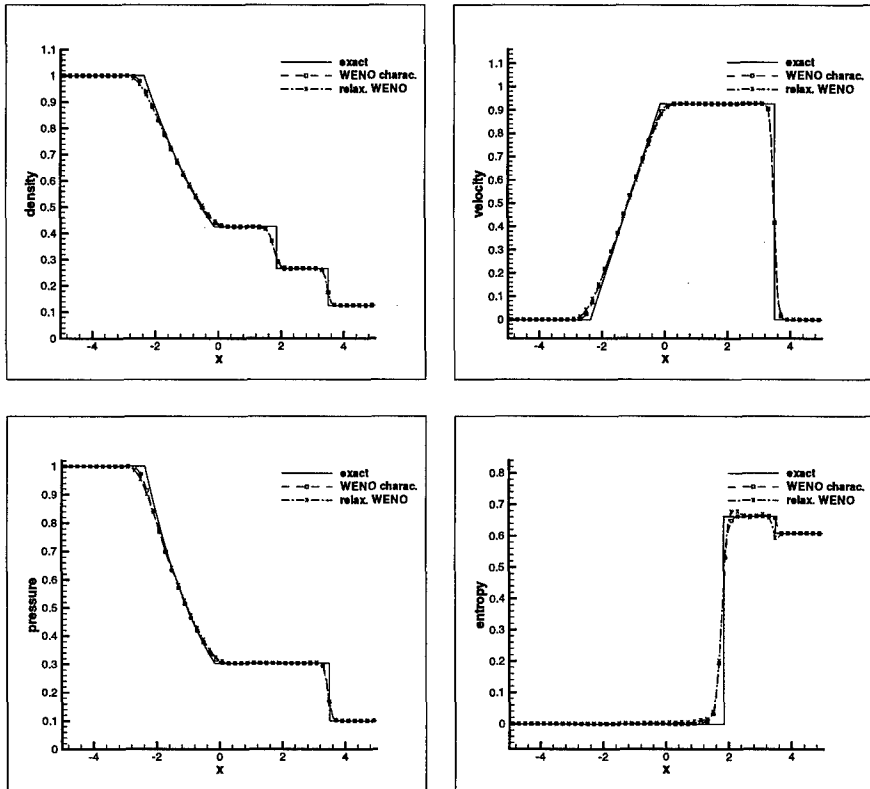 1.1
1
0.9
0.8
0.7
0.6
0.5
0.4
0.3
0.2
0.1
0
density
exact
WENO charac.
relax. WENO
-4 -2 0 2 4
X
1.1
1
0.9
0.8
0.7
0.6
0.5
0.4
0.3
0.2
0.1
0
velocity
exact
WENO charac.
relax. WENO
-4 -2 0 2 4
X
1
0.9
0.8
0.7
0.6
0.5
0.4
0.3
0.2
0.1
0
pressure
exact
WENO charac.
relax. WENO
-4 -2 0 2 4
X
0.8
0.7
0.6
0.5
0.4
0.3
0.2
0.1
0
entropy
exact
WENO charac.
relax. WENO
-4 -2 0 2 4
X